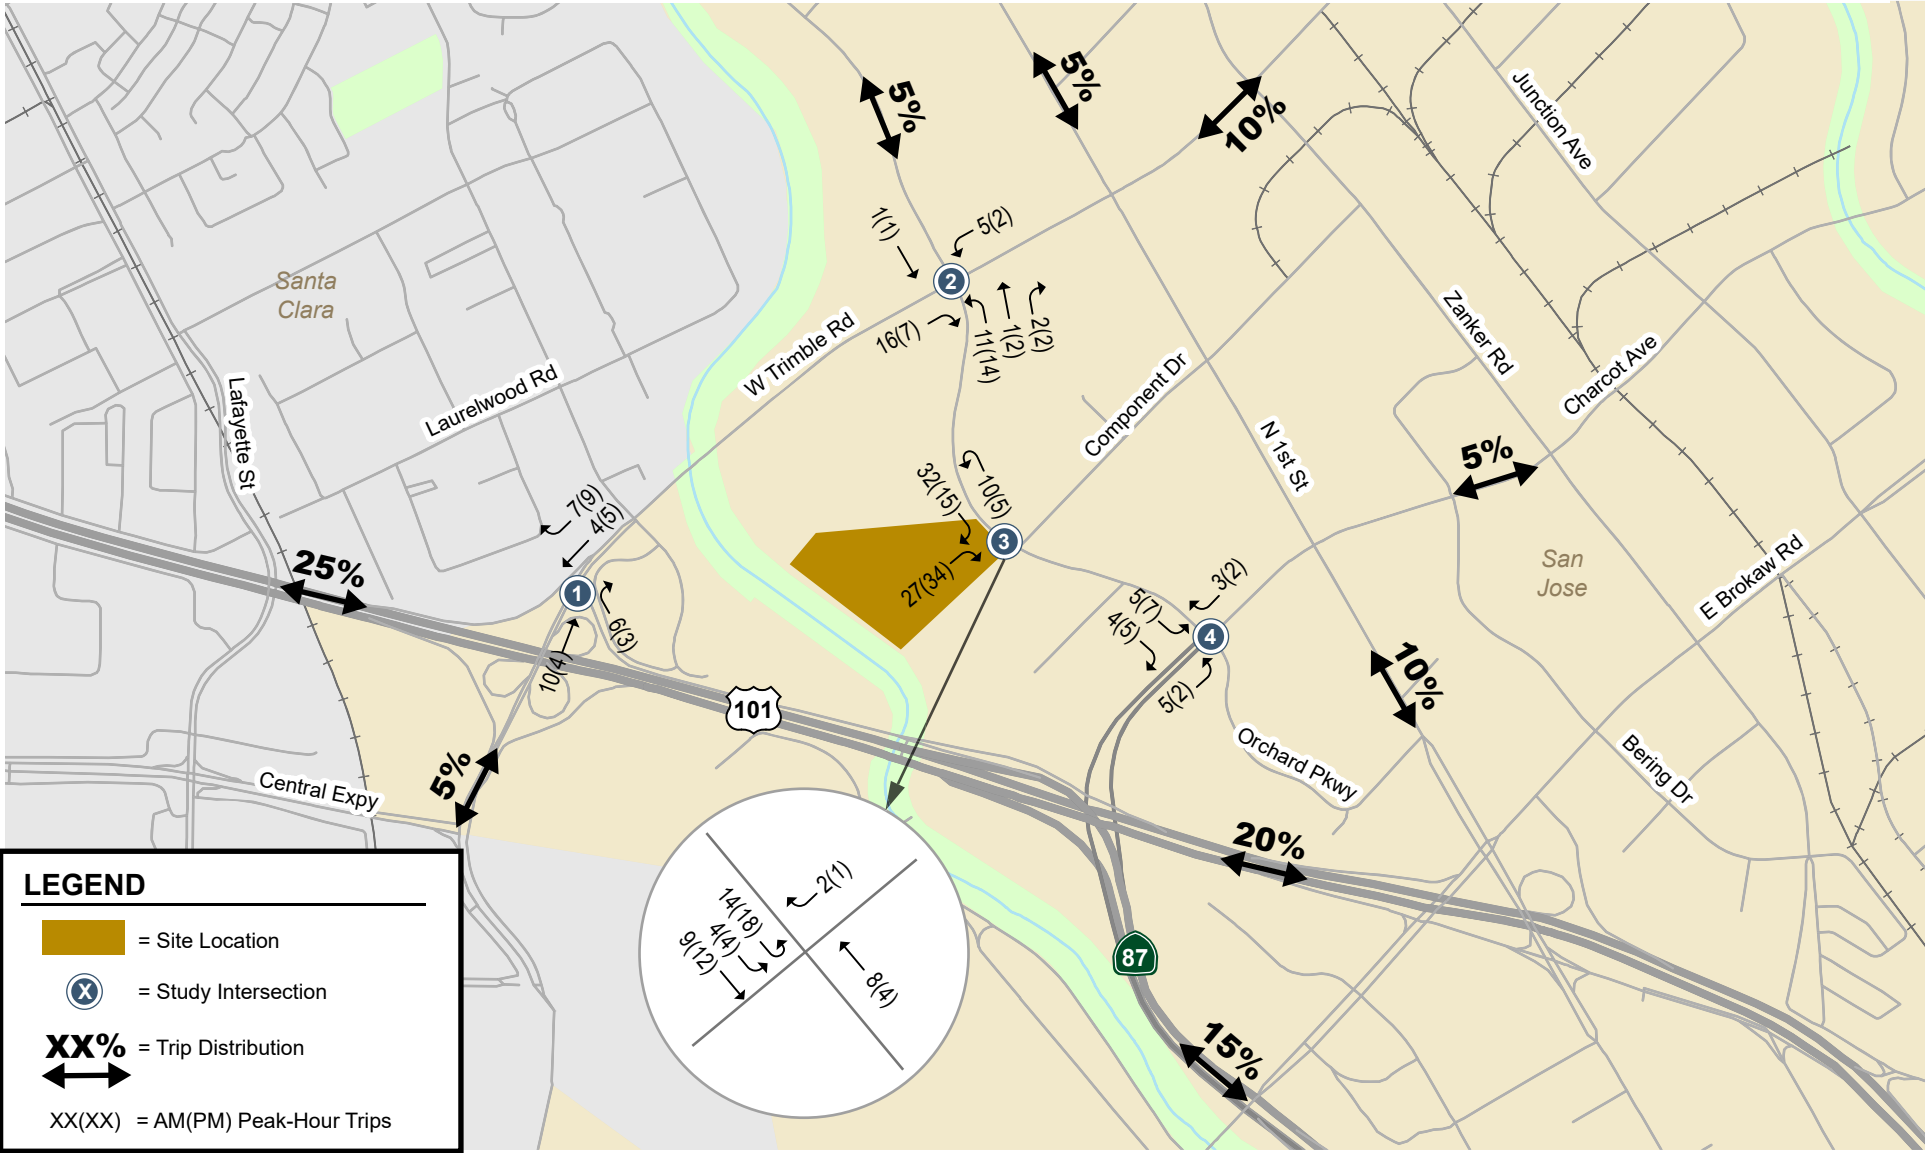 5%
5%
10%
Junction Ave
1(1)
5(2)
2
16(7)
11(14)
1(2)
2(2)
Santa
Clara
W Trimble Rd
Zanker Rd
Charcot Ave
Component Dr
Laurelwood Rd
Lafayette St
N 1st St
5%
7(9)
4(5)
32(15)
10(5)
3
27(34)
25%
1
6(3)
10(4)
5(7)
4(5)
3(2)
4
5(2)
San
Jose
E Brokaw Rd
10%
101
Orchard Pkwy
Bering Dr
Central Expy
5%
20%
87
15%
14(18)
4(4)
9(12)
2(1)
8(4)
LEGEND
= Site Location
X = Study Intersection
XX% = Trip Distribution
XX(XX) = AM(PM) Peak-Hour Trips